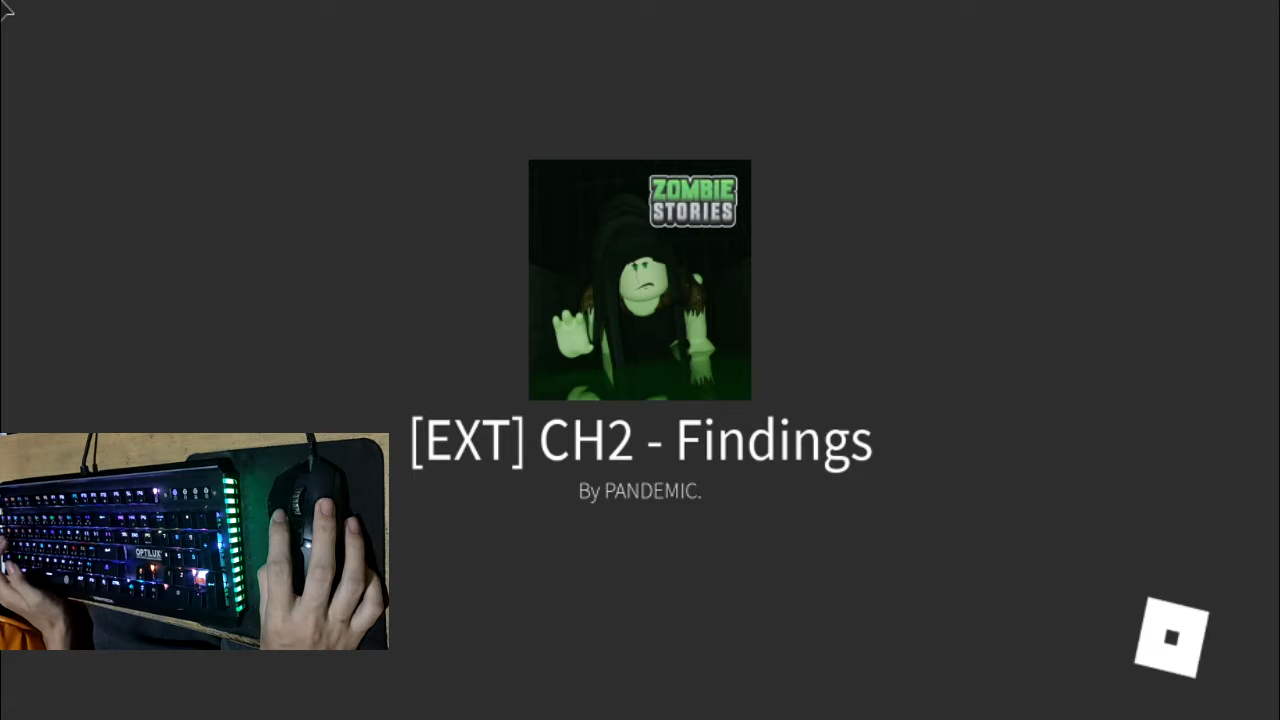 ZOMBIE
STORIES
[EXT] CH2 - Findings
By PANDEMIC.
OPTILUX